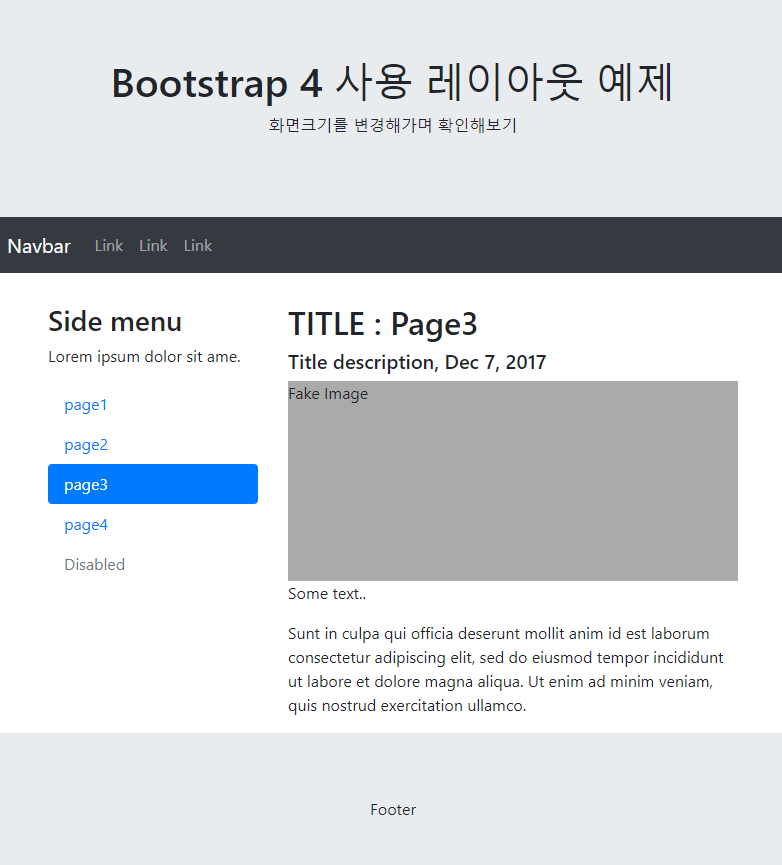 Bootstrap 4 사용 레이아웃 예제
화면크기를 변경해가며 확인해보기
Navbar Link Link Link
Side menu
Lorem ipsum dolor sit ame.
page1
page2
page3
page4
Disabled
TITLE : Page3
Title description, Dec 7, 2017
Fake Image
Some text..
Sunt in culpa qui officia deserunt mollit anim id est laborum
consectetur adipiscing elit, sed do eiusmod tempor incididunt
ut labore et dolore magna aliqua. Ut enim ad minim veniam,
quis nostrud exercitation ullamco.
Footer